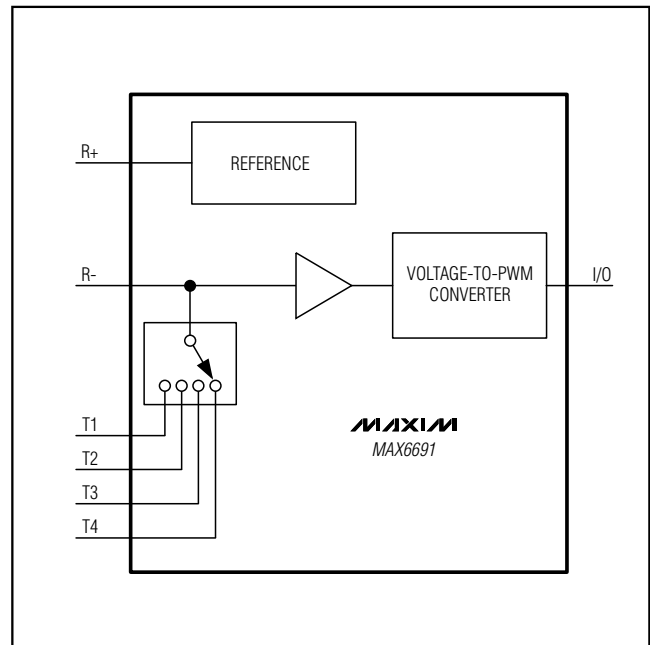 R+
REFERENCE
R-
VOLTAGE-TO-PWM
CONVERTER
I/O
T1
T2
T3
T4
MAXIM
MAX6691